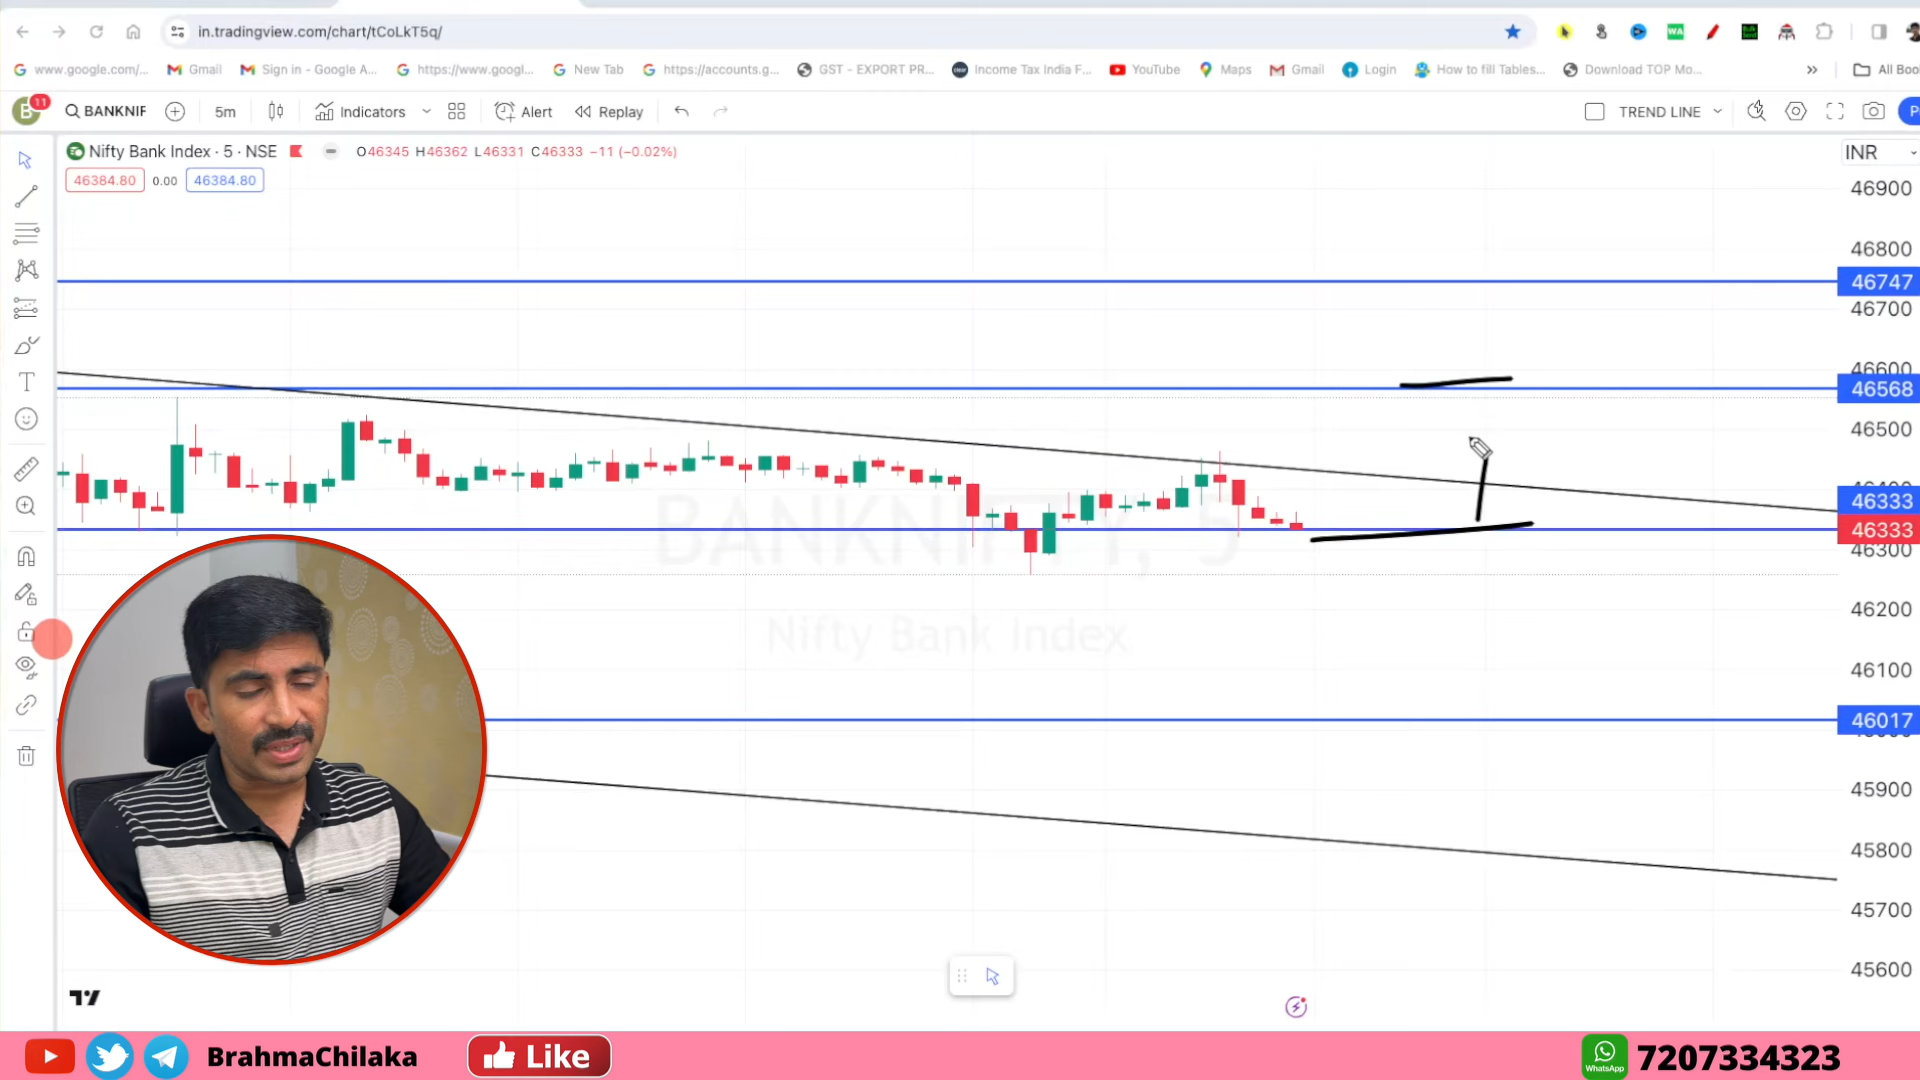 in.tradingview.com/chart/tCoLkT5q/
www.google.com/... Gmail Sign in - Google A... https://www.googl... New Tab https://accounts.g... GST - EXPORT PR... Income Tax India F... YouTube Maps Gmail Login How to fill Tables... Download TOP Mo... » All Boo
B 11 BANKNIF 5m Indicators Alert Replay TREND LINE P
Nifty Bank Index · 5 · NSE O46345 H46362 L46331 C46333 −11 (−0.02%)
46384.80 0.00 46384.80
INR
46900
46800
46747
46700
46600
46568
46500
46400
46333
46333
46300
46200
46100
46017
45900
45800
45700
45600
BANKNIFTY, 5
Nifty Bank Index
BrahmaChilaka Like WhatsApp 7207334323